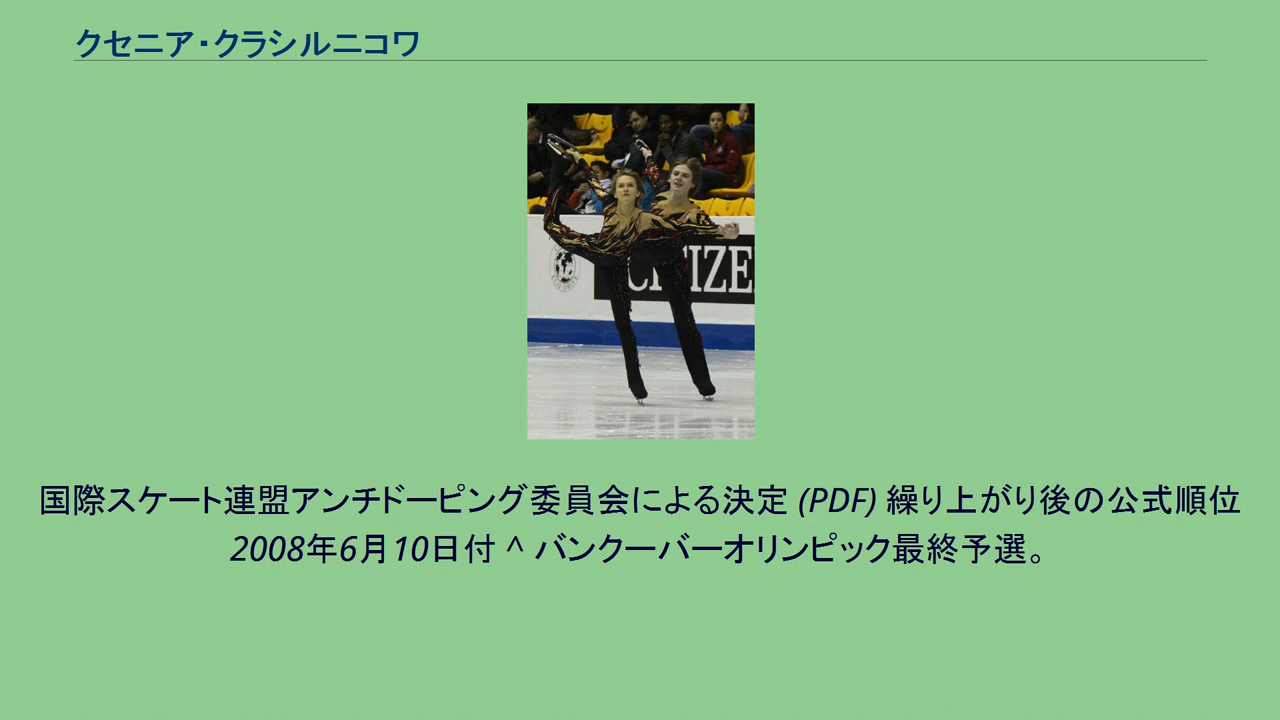 クセニア・クラシルニコワ
CITIZE
国際スケート連盟アンチドーピング委員会による決定 (PDF) 繰り上がり後の公式順位
2008年6月10日付 ^ バンクーバーオリンピック最終予選。